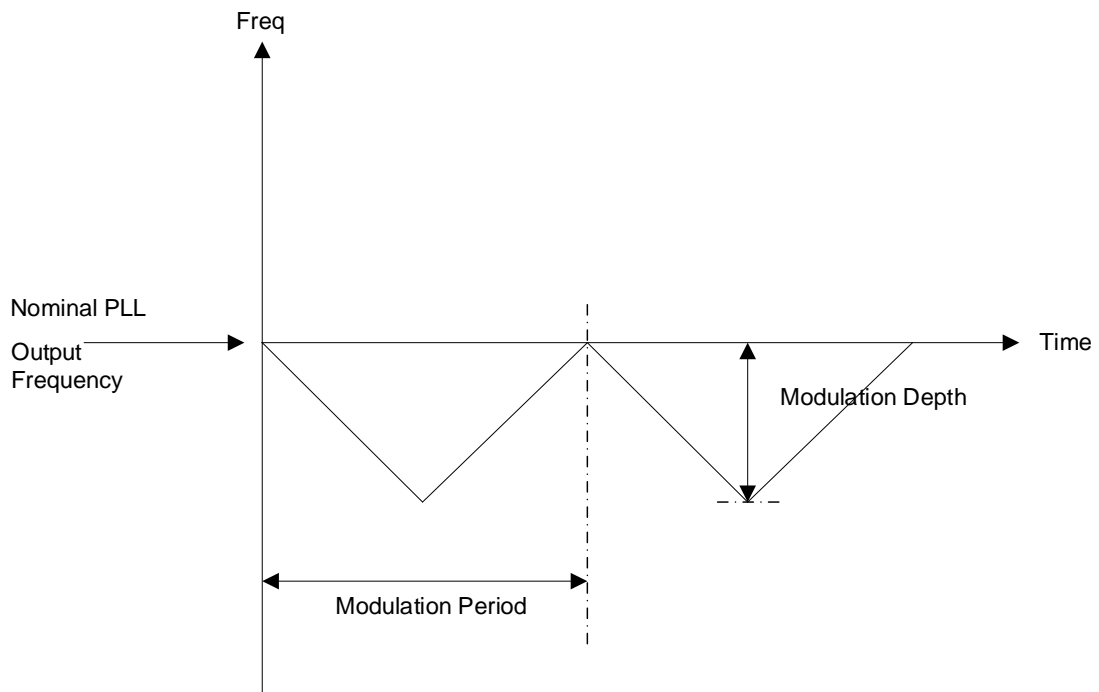 Freq
Nominal PLL
Output
Frequency
Time
Modulation Depth
Modulation Period